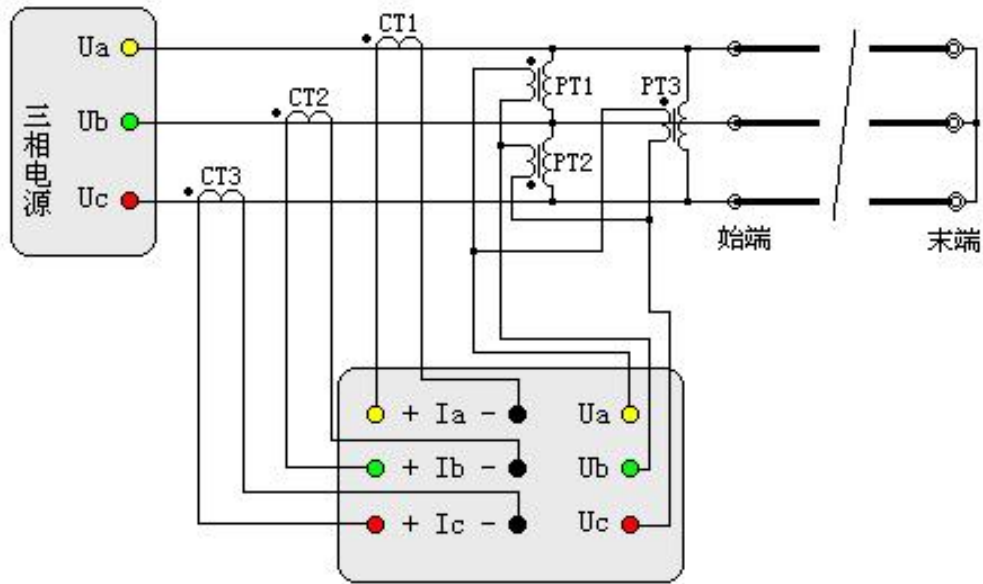 CT1
Ua
CT2
PT1
PT3
三相电源
Ub
PT2
CT3
Uc
始端
末端
+ Ia -
Ua
+ Ib -
Ub
+ Ic -
Uc